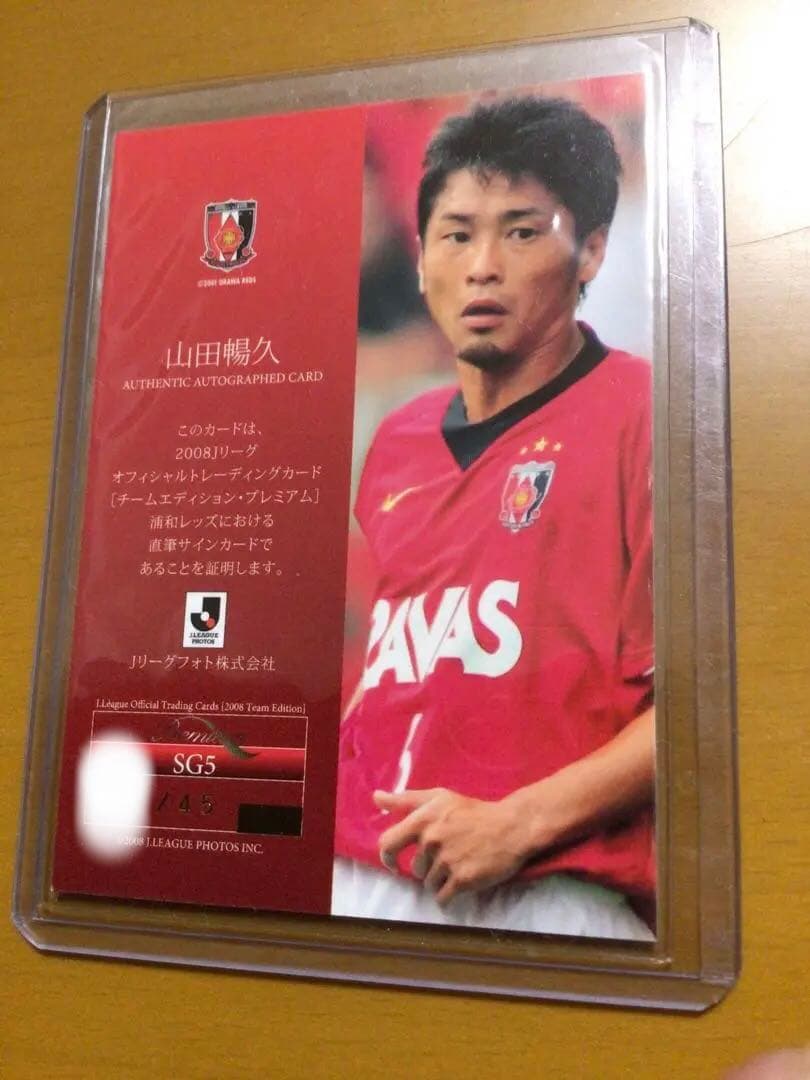 ©2001 URAWA REDS
山田暢久
AUTHENTIC AUTOGRAPHED CARD
このカードは、
2008Jリーグ
オフィシャルトレーディングカード
[チームエディション・プレミアム]
浦和レッズにおける
直筆サインカードで
あることを証明します。
J.LEAGUE
PHOTOS
Jリーグフォト株式会社
J.League Official Trading Cards [2008 Team Edition]
SG5
/45
©2008 J.LEAGUE PHOTOS INC.
AVAS